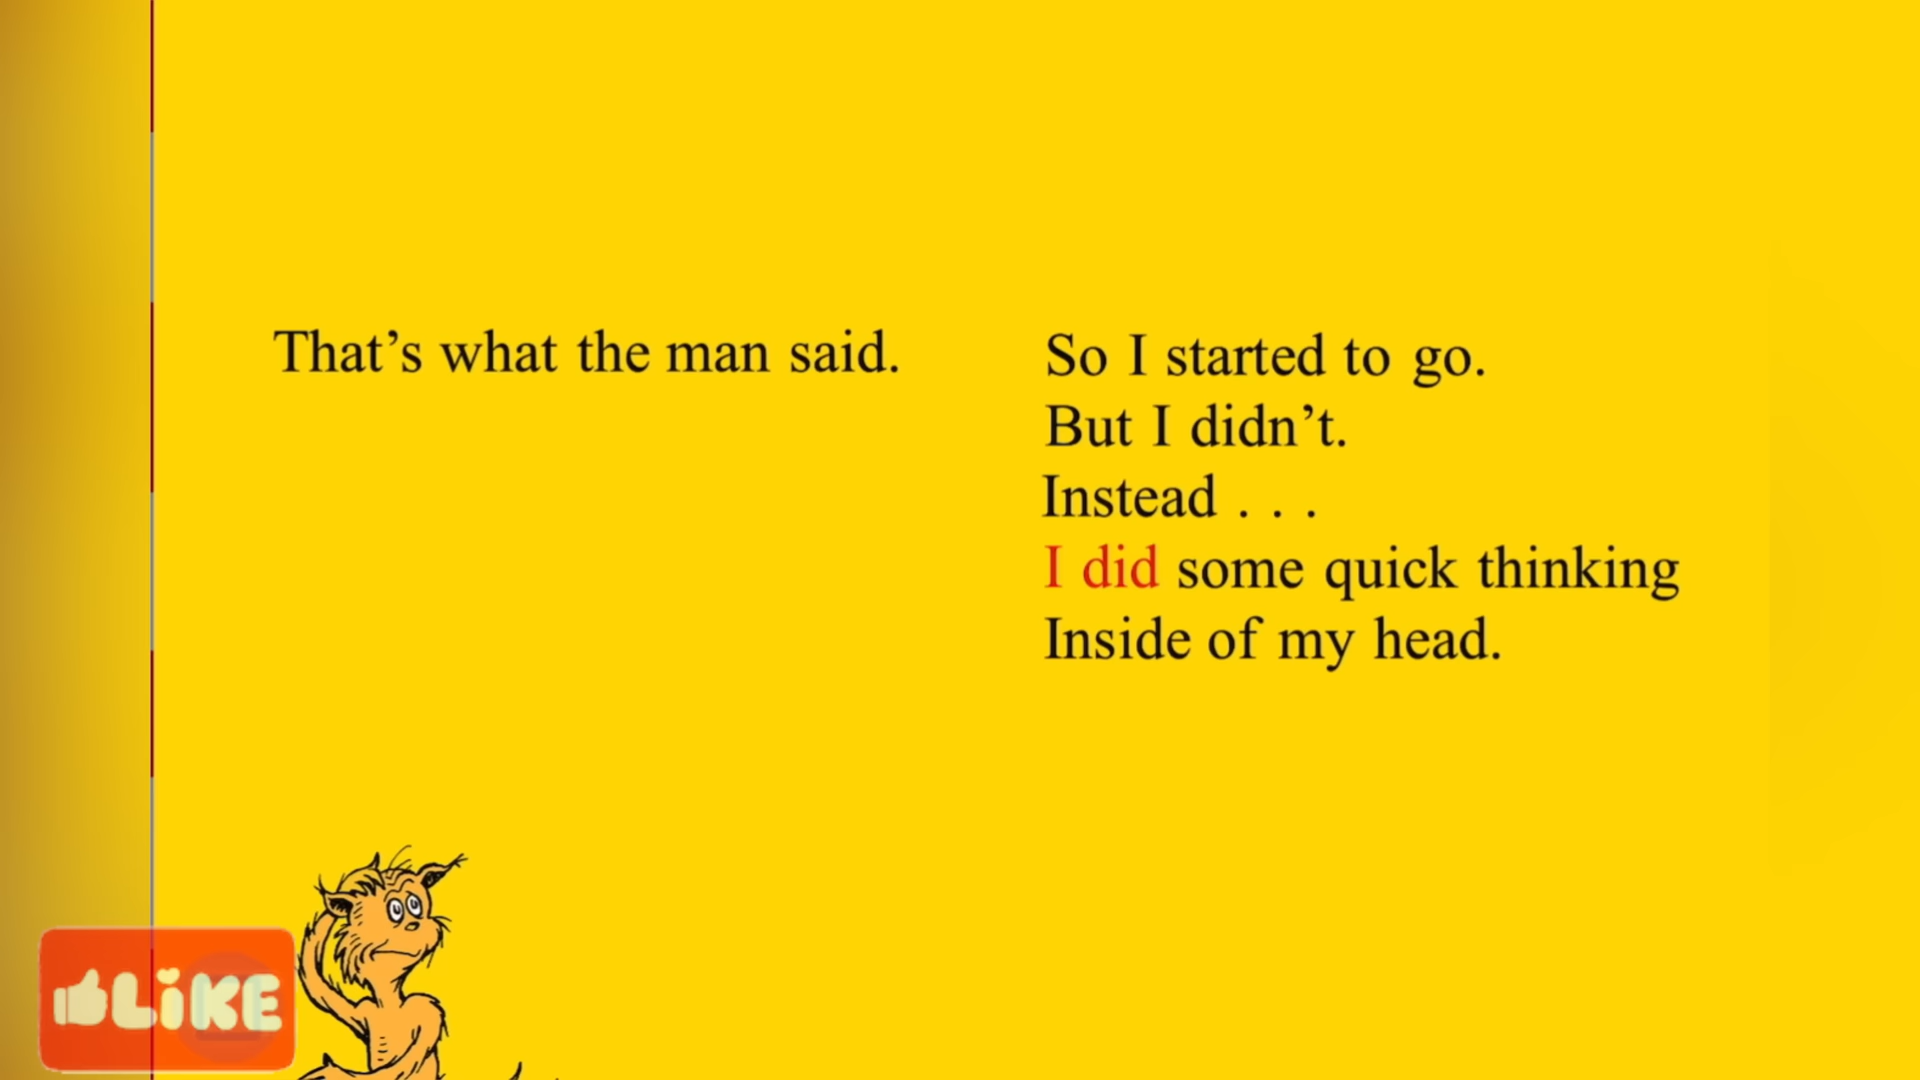 That’s what the man said.
So I started to go.
But I didn’t.
Instead . . .
I did some quick thinking
Inside of my head.
LIKE